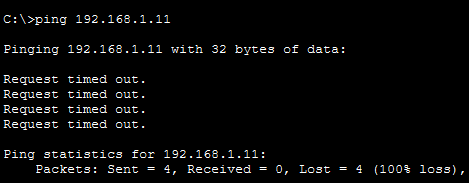 C:\>ping 192.168.1.11
Pinging 192.168.1.11 with 32 bytes of data:
Request timed out.
Request timed out.
Request timed out.
Request timed out.
Ping statistics for 192.168.1.11:
Packets: Sent = 4, Received = 0, Lost = 4 (100% loss),